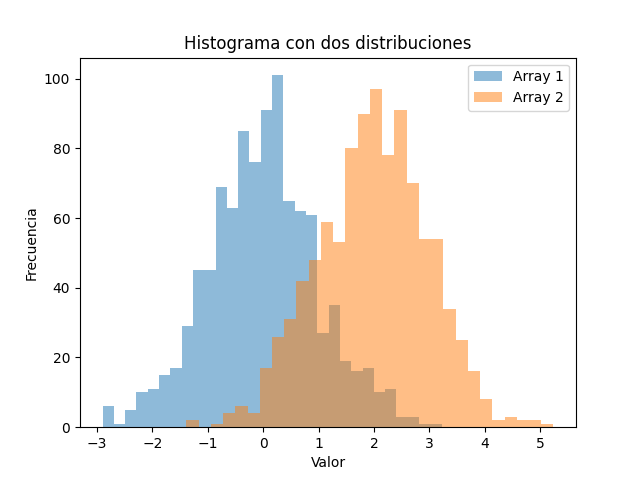 Histograma con dos distribuciones
Array 1
Array 2
100
80
60
40
20
0
Frecuencia
−3 −2 −1 0 1 2 3 4 5
Valor